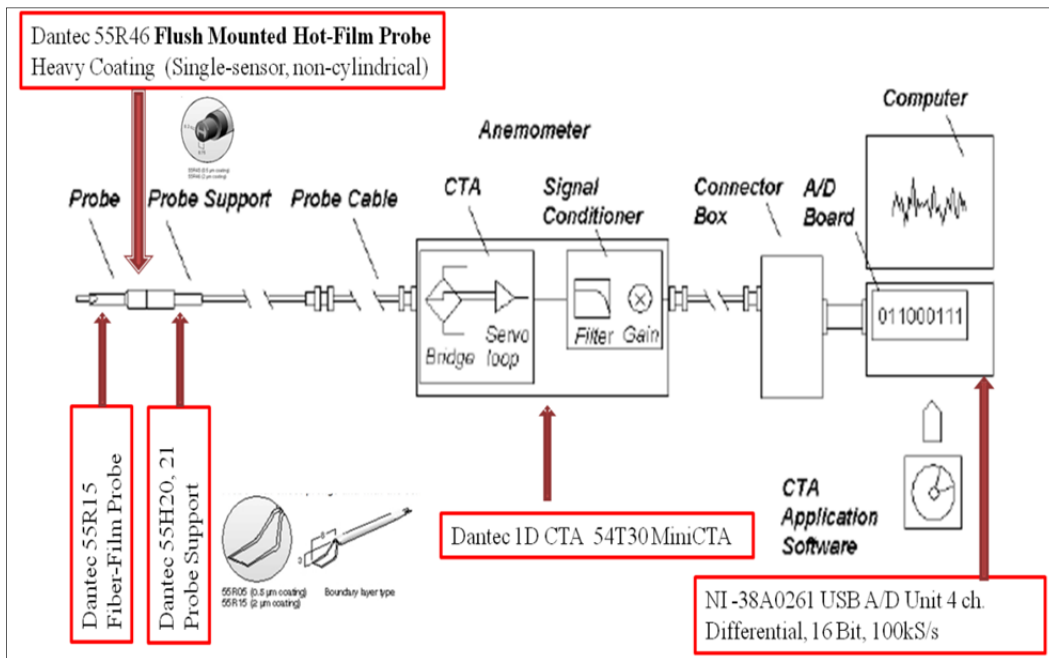 Dantec 55R46 Flush Mounted Hot-Film Probe
Heavy Coating (Single-sensor, non-cylindrical)
Computer
Anemometer
Probe
Probe Support
Probe Cable
CTA
Signal
Conditioner
Connector
Box
A/D
Board
Bridge
Servo
loop
Filter
Gain
011000111
Dantec 55R15
Fiber-Film Probe
Dantec 55H20, 21
Probe Support
55R05 (0.5 µm coating)
55R15 (2 µm coating)
Boundary layer type
Dantec 1D CTA 54T30 MiniCTA
CTA
Application
Software
NI -38A0261 USB A/D Unit 4 ch.
Differential, 16 Bit, 100kS/s